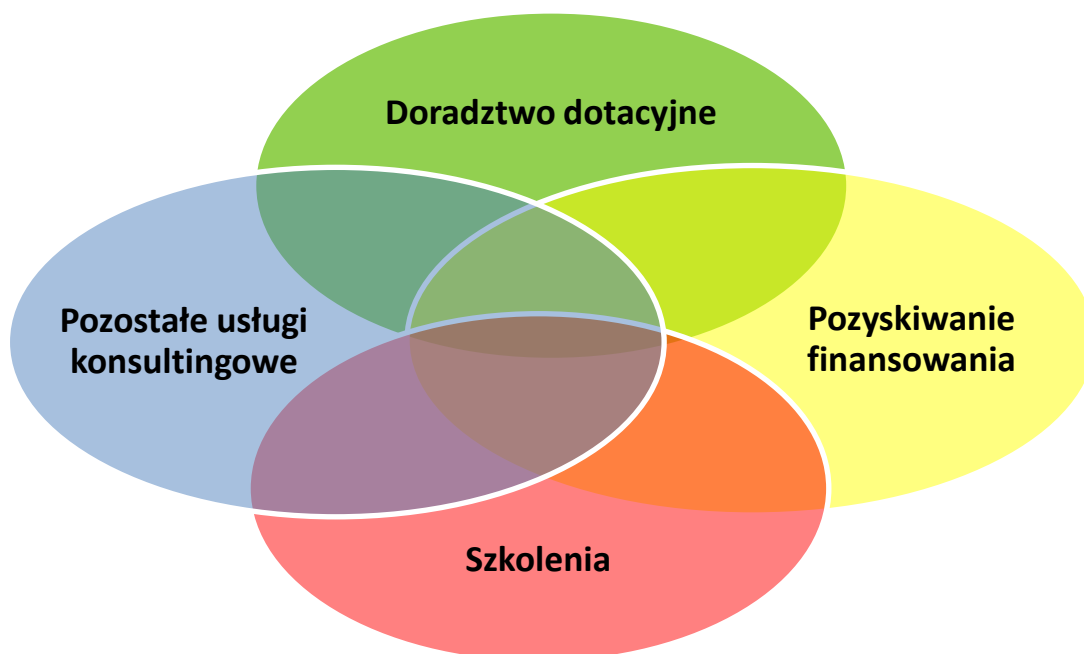 Doradztwo dotacyjne
Pozostałe usługi
konsultingowe
Pozyskiwanie
finansowania
Szkolenia